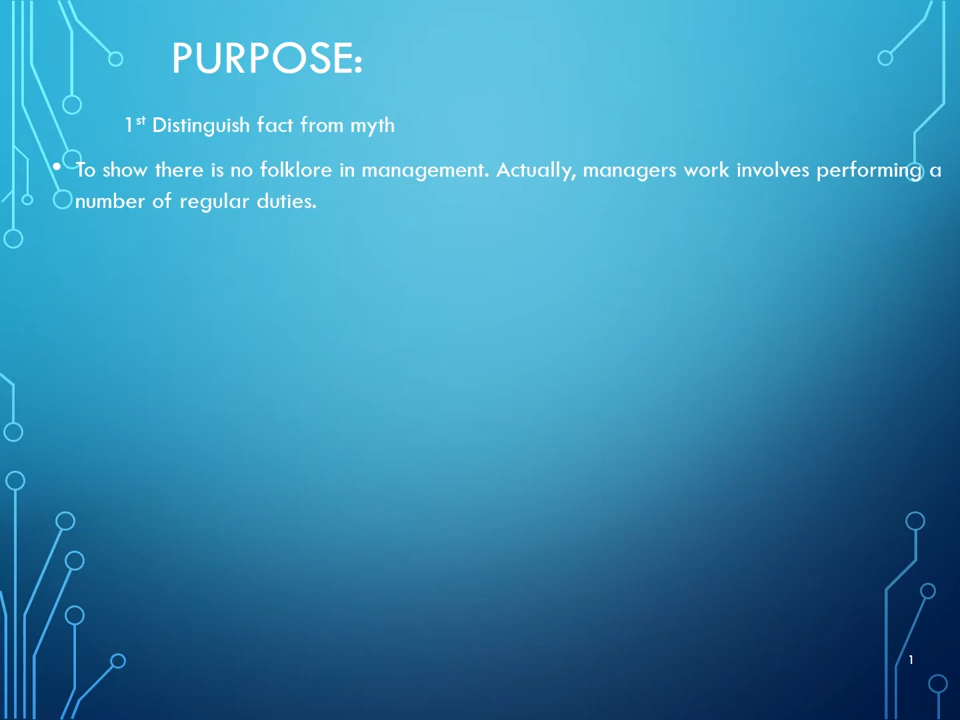 PURPOSE:
1st Distinguish fact from myth
• To show there is no folklore in management. Actually, managers work involves performing a
number of regular duties.
1